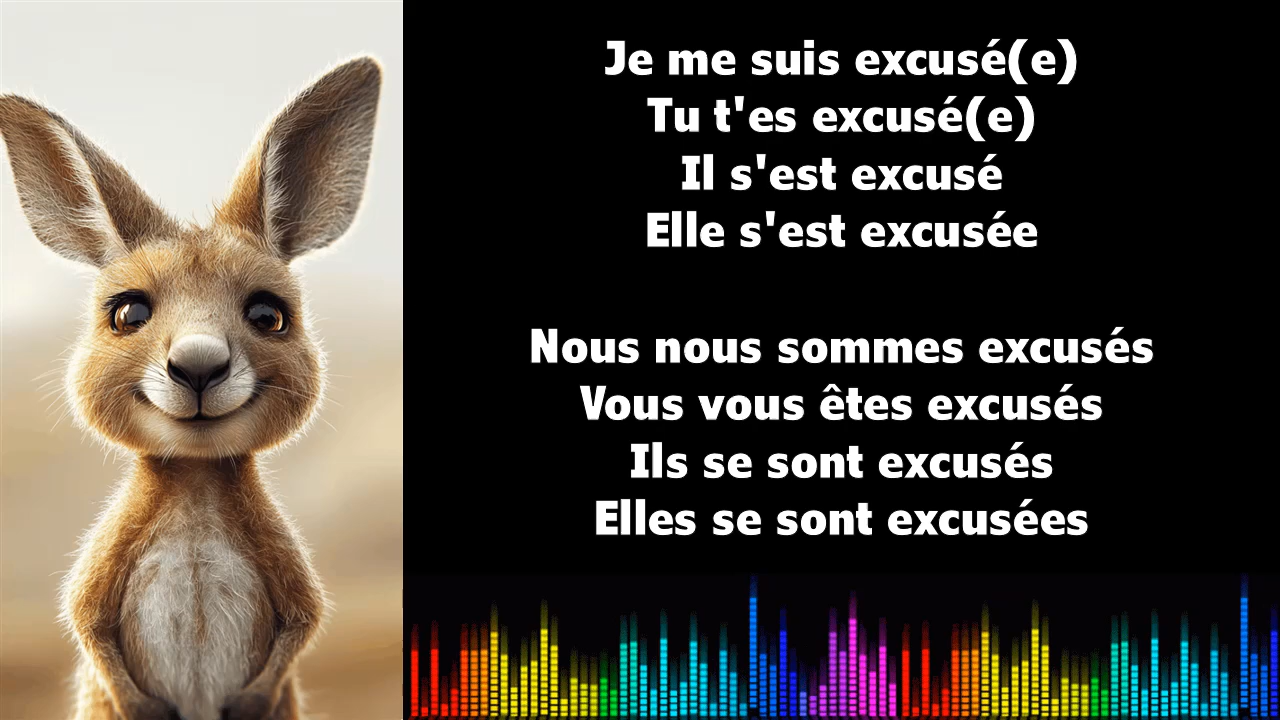 Je me suis excusé(e)
Tu t'es excusé(e)
Il s'est excusé
Elle s'est excusée
Nous nous sommes excusés
Vous vous êtes excusés
Ils se sont excusés
Elles se sont excusées